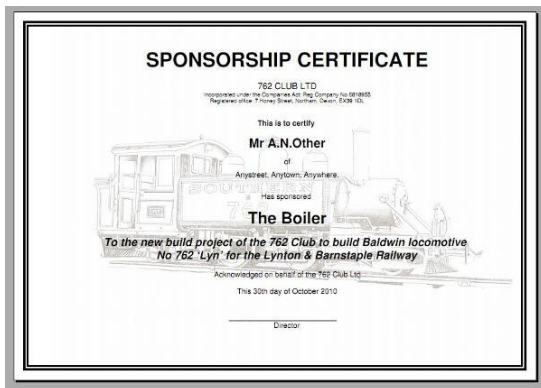 SPONSORSHIP CERTIFICATE
762 CLUB LTD
Incorporated under the Companies Act: Reg Company No 6818955
Registered office: 7 Honey Street, Northam, Devon, EX39 1DL
This is to certify
Mr A.N.Other
of
Anystreet, Anytown, Anywhere.
Has sponsored
SOUTHERN
The Boiler
To the new build project of the 762 Club to build Baldwin locomotive
No 762 'Lyn' for the Lynton & Barnstaple Railway
Acknowledged on behalf of the 762 Club Ltd
This 30th day of October 2010
Director